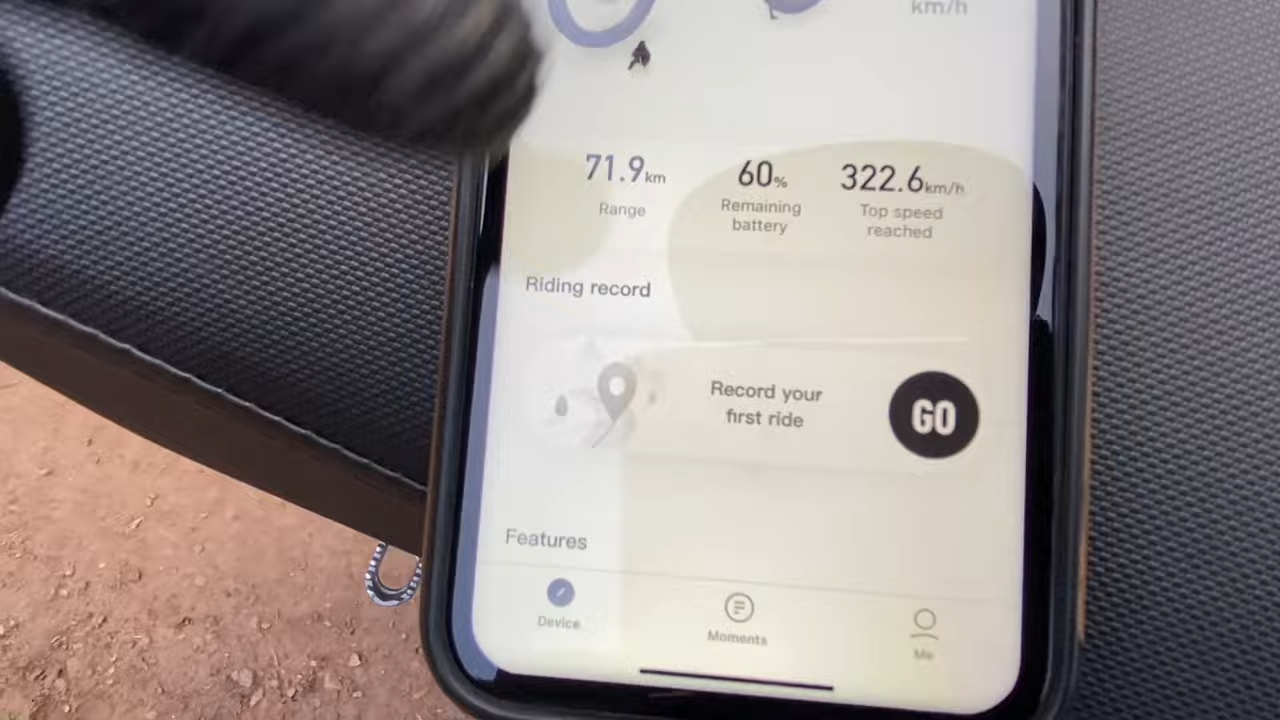 km/h
71.9km
60%
322.6km/h
Range
Remaining
battery
Top speed
reached
Riding record
Record your
first ride
GO
Features
Device
Moments
Me